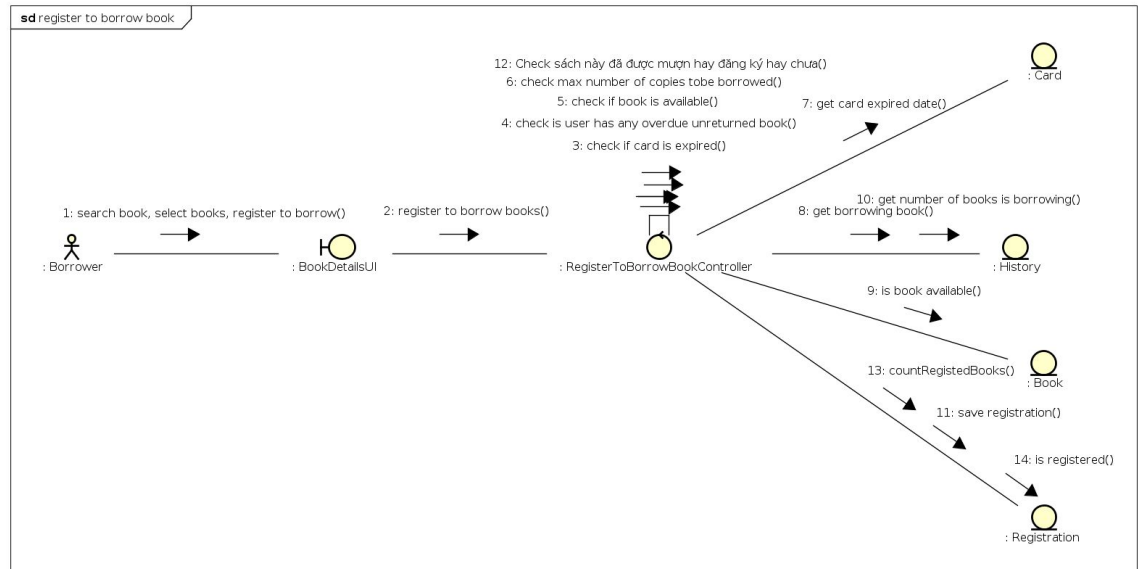 sd register to borrow book
12: Check sách này đã được mượn hay đăng ký hay chưa()
6: check max number of copies tobe borrowed()
5: check if book is available()
4: check is user has any overdue unreturned book()
3: check if card is expired()
: Card
7: get card expired date()
1: search book, select books, register to borrow()
2: register to borrow books()
10: get number of books is borrowing()
8: get borrowing book()
: Borrower
: BookDetailsUI
: RegisterToBorrowBookController
: History
9: is book available()
: Book
13: countRegistedBooks()
11: save registration()
14: is registered()
: Registration